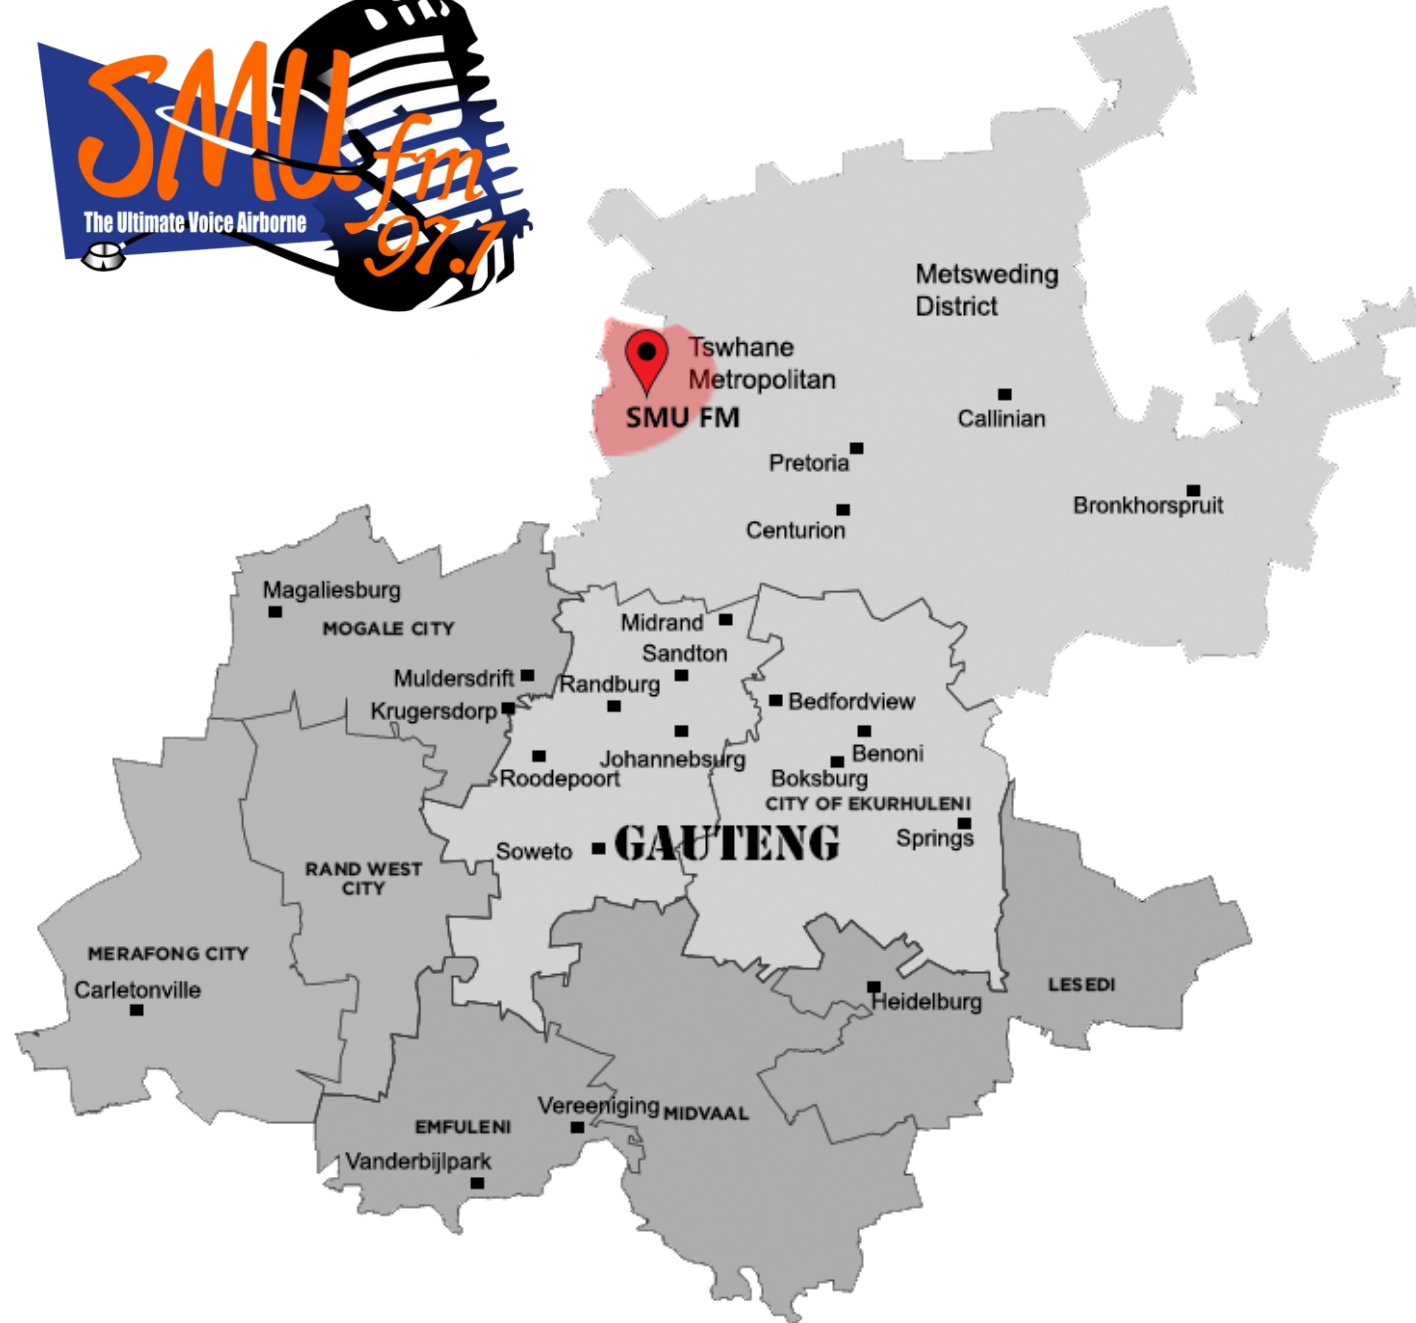 SMU.fm
97.1
The Ultimate Voice Airborne
Metsweding
District
Tswhane
Metropolitan
SMU FM
Callinian
Pretoria
Bronkhorspruit
Centurion
Magaliesburg
MOGALE CITY
Midrand
Sandton
Muldersdrift
Randburg
Krugersdorp
Bedfordview
Johannebsurg
Benoni
Roodepoort
Boksburg
CITY OF EKURHULENI
Springs
GAUTENG
Soweto
RAND WEST
CITY
MERAFONG CITY
Carletonville
LESEDI
Heidelburg
Vereeniging
MIDVAAL
EMFULENI
Vanderbijlpark